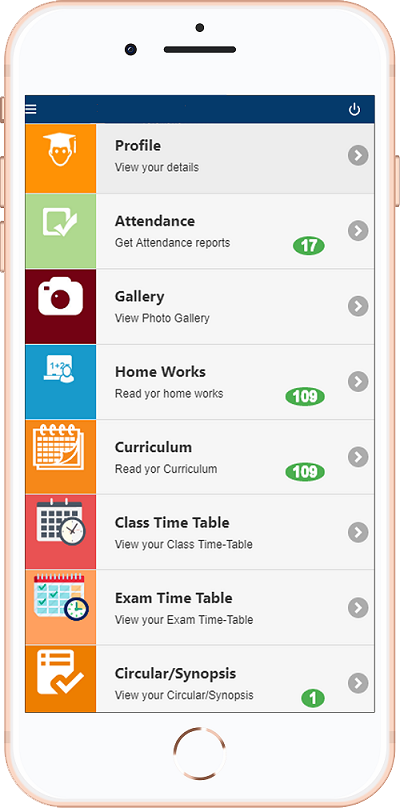 Profile
View your details
Attendance
Get Attendance reports
17
Gallery
View Photo Gallery
1+2
Home Works
Read yor home works
109
Curriculum
Read yor Curriculum
109
Class Time Table
View your Class Time-Table
Exam Time Table
View your Exam Time-Table
Circular/Synopsis
View your Circular/Synopsis
1